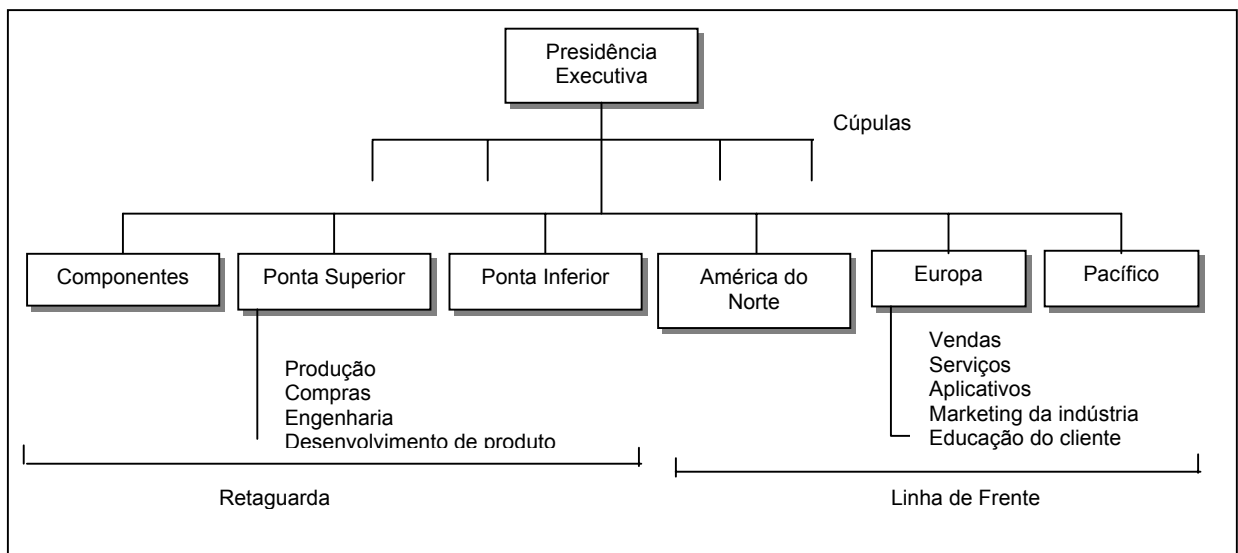 Presidência
Executiva
Cúpulas
Componentes
Ponta Superior
Ponta Inferior
América do
Norte
Europa
Pacífico
Produção
Compras
Engenharia
Desenvolvimento de produto
Vendas
Serviços
Aplicativos
Marketing da indústria
Educação do cliente
Retaguarda
Linha de Frente